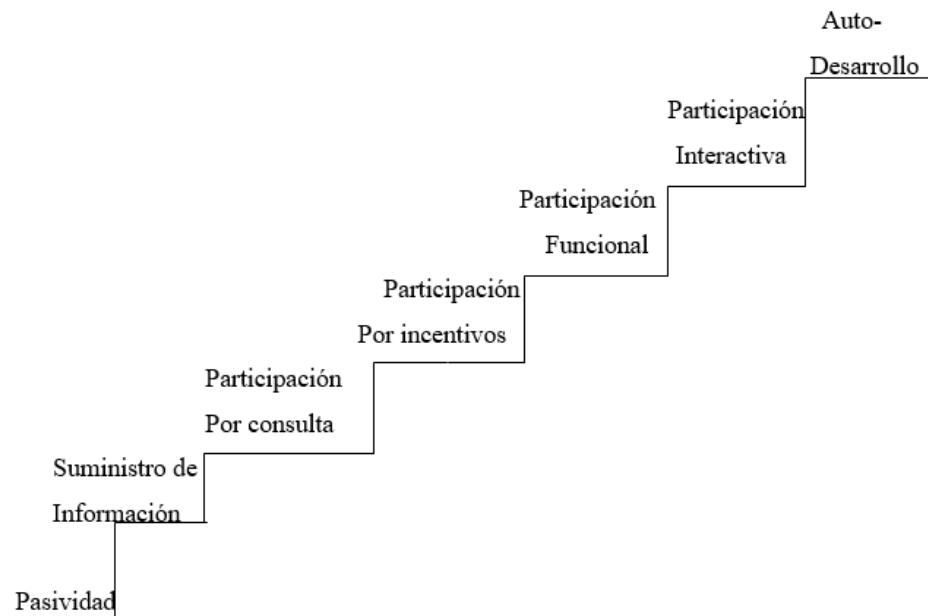 Auto-
Desarrollo
Participación
Interactiva
Participación
Funcional
Participación
Por incentivos
Participación
Por consulta
Suministro de
Información
Pasividad